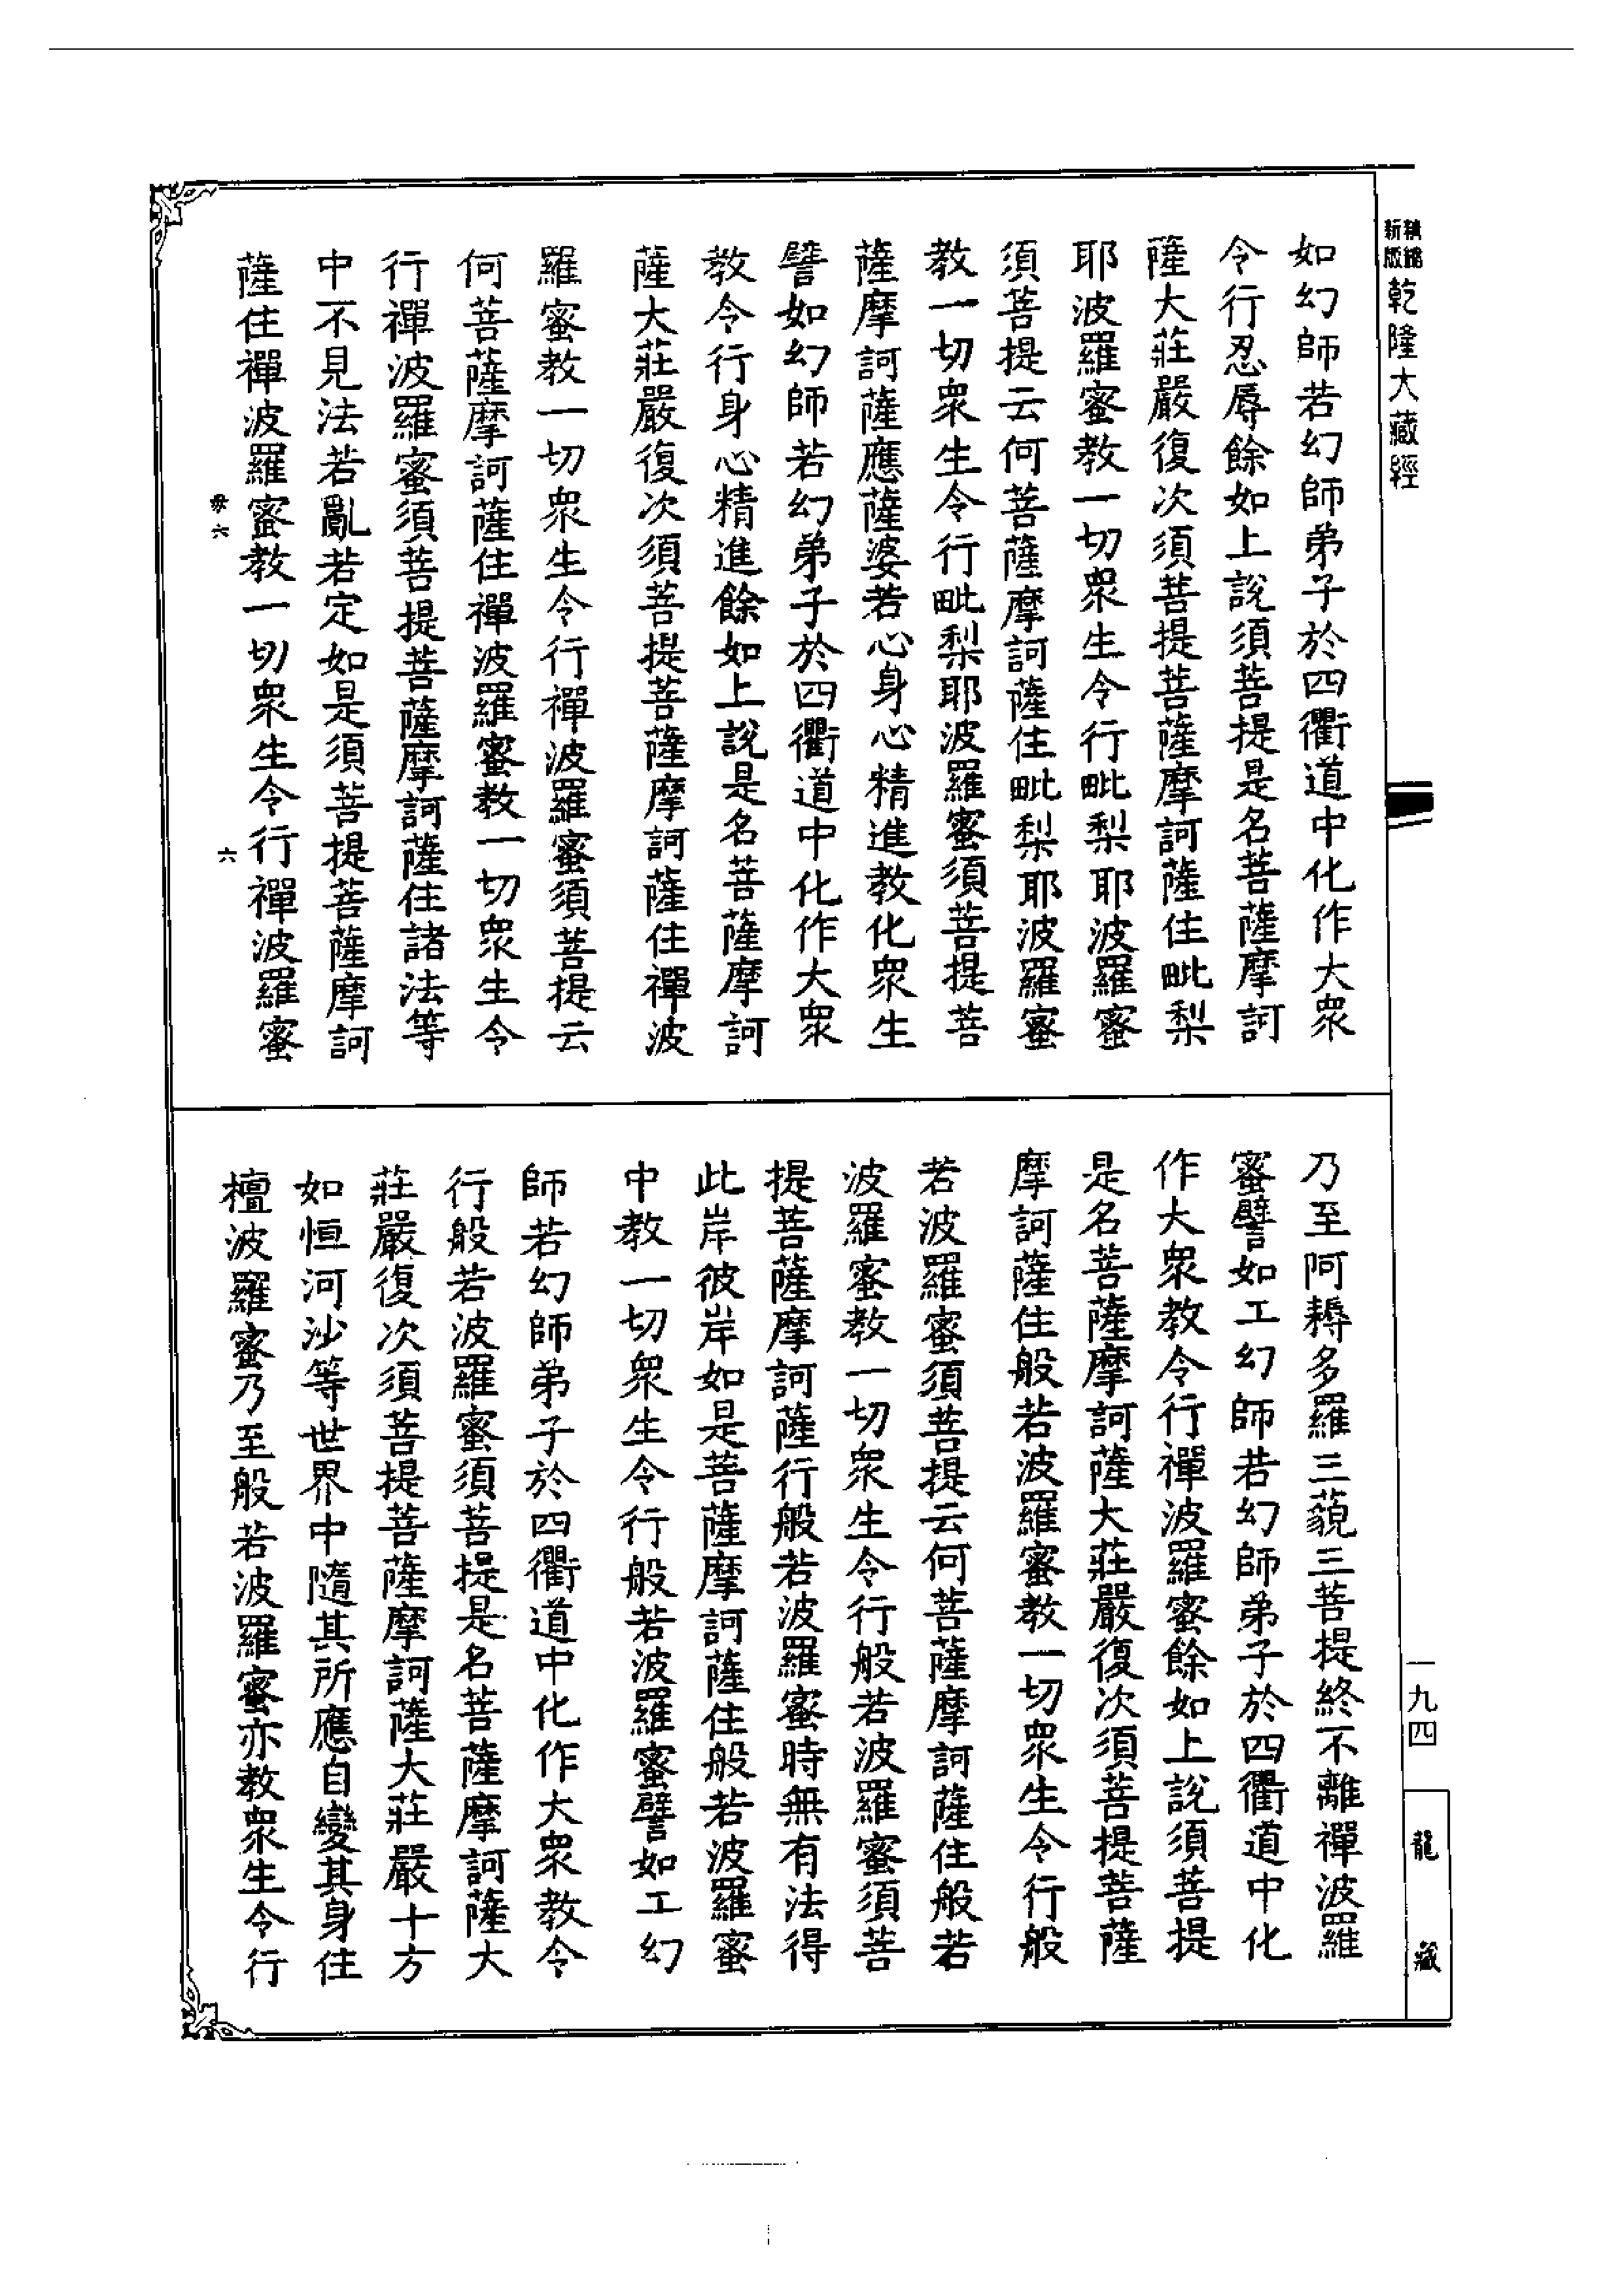 新版精縮乾隆大藏經
如幻師若幻師弟子於四衢道中化作大衆
令行忍辱餘如上說須菩提是名菩薩摩訶
薩大莊嚴復次須菩提菩薩摩訶薩住毗梨
耶波羅蜜教一切衆生令行毗梨耶波羅蜜
須菩提云何菩薩摩訶薩住毗梨耶波羅蜜
教一切衆生令行毗梨耶波羅蜜須菩提菩
薩摩訶薩應薩婆若心身心精進教化衆生
譬如幻師若幻弟子於四衢道中化作大衆
教令行身心精進餘如上說是名菩薩摩訶
薩大莊嚴復次須菩提菩薩摩訶薩住禪波
羅蜜教一切衆生令行禪波羅蜜須菩提云
何菩薩摩訶薩住禪波羅蜜教一切衆生令
行禪波羅蜜須菩提菩薩摩訶薩住諸法等
中不見法若亂若定如是須菩提菩薩摩訶
薩住禪波羅蜜教一切衆生令行禪波羅蜜
六
六
乃至阿耨多羅三藐三菩提終不離禪波羅
蜜譬如工幻師若幻師弟子於四衢道中化
作大衆教令行禪波羅蜜餘如上說須菩提
是名菩薩摩訶薩大莊嚴復次須菩提菩薩
摩訶薩住般若波羅蜜教一切衆生令行般
若波羅蜜須菩提云何菩薩摩訶薩住般若
波羅蜜教一切衆生令行般若波羅蜜須菩
提菩薩摩訶薩行般若波羅蜜時無有法得
此岸彼岸如是菩薩摩訶薩住般若波羅蜜
中教一切衆生令行般若波羅蜜譬如工幻
師若幻師弟子於四衢道中化作大衆教令
行般若波羅蜜須菩提是名菩薩摩訶薩大
莊嚴復次須菩提菩薩摩訶薩大莊嚴十方
如恒河沙等世界中隨其所應自變其身住
檀波羅蜜乃至般若波羅蜜亦教衆生令行
一九四
龍藏